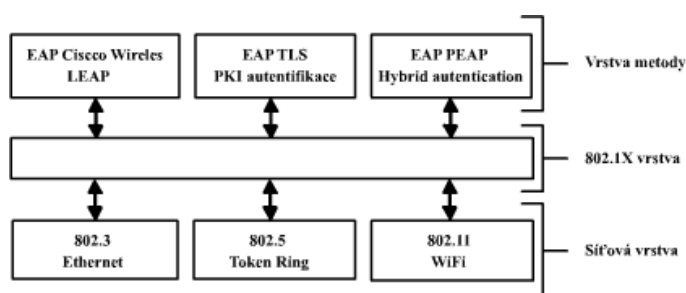 EAP Ciscco Wireles
LEAP
EAP TLS
PKI autentifikace
EAP PEAP
Hybrid autentication
Vrstva metody
802.1X vrstva
802.3
Ethernet
802.5
Token Ring
802.11
WiFi
Síťová vrstva